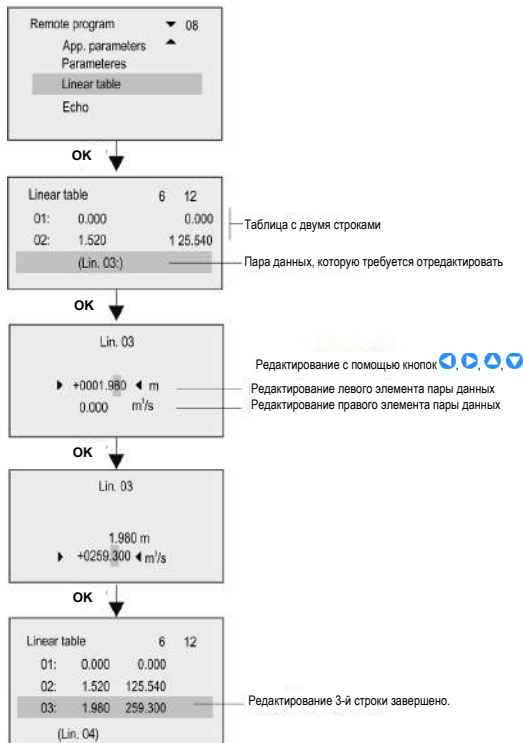 Remote program 08
App. parameters
Parameteres
Linear table
Echo
OK
Linear table 6 12
01: 0.000 0.000
02: 1.520 1 25.540
(Lin. 03:)
Таблица с двумя строками
Пара данных, которую требуется отредактировать
OK
Lin. 03
+0001.980 m
0.000 m³/s
Редактирование с помощью кнопок , , ,
Редактирование левого элемента пары данных
Редактирование правого элемента пары данных
OK
Lin. 03
1.980 m
+0259.300 m³/s
OK
Linear table 6 12
01: 0.000 0.000
02: 1.520 125.540
03: 1.980 259.300
(Lin. 04)
Редактирование 3-й строки завершено.